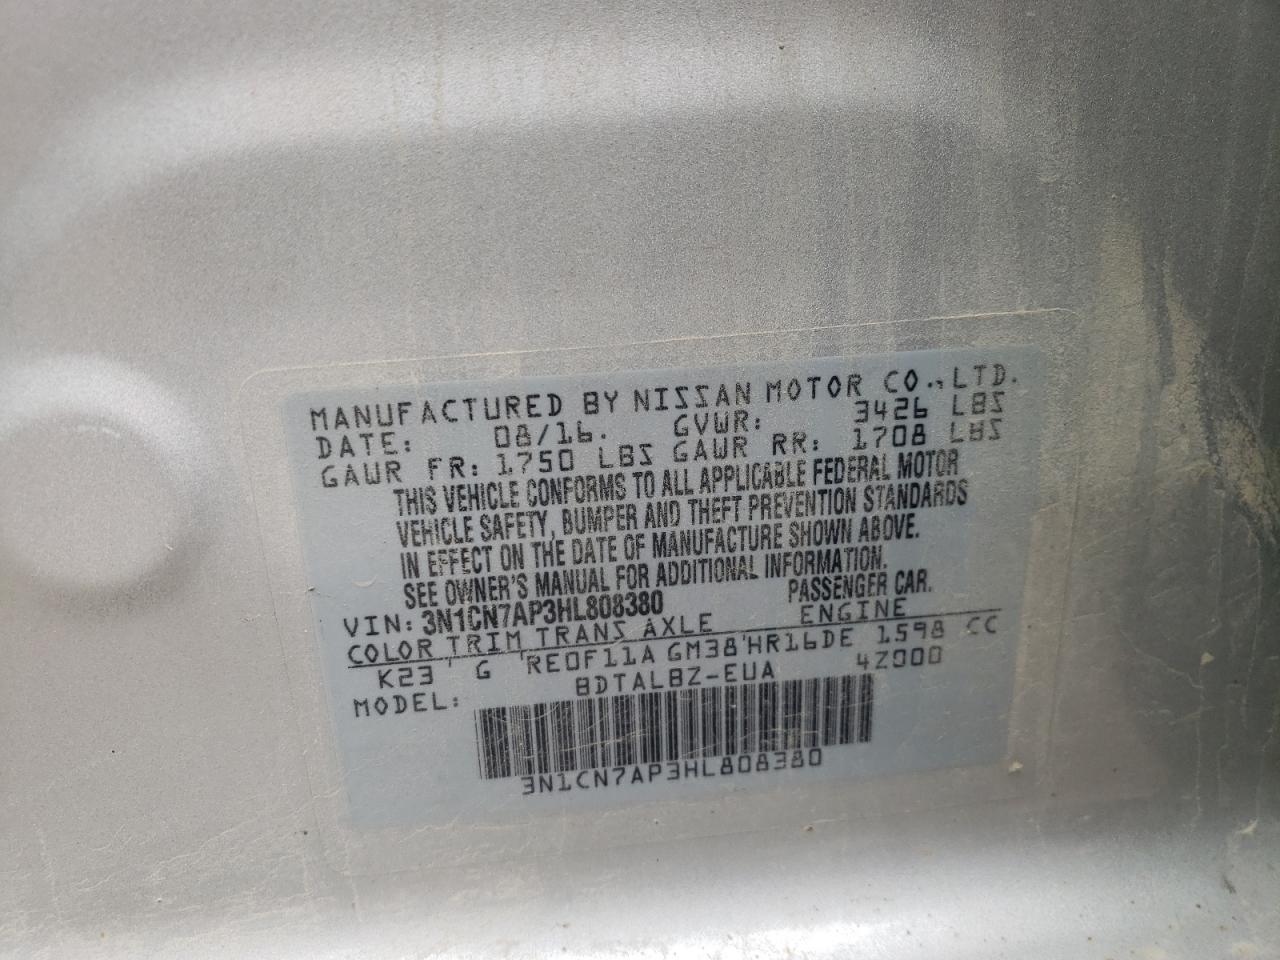 MANUFACTURED BY NISSAN MOTOR CO., LTD.
DATE: 08/16. GVWR: 3426 LBS
GAWR FR: 1750 LBS GAWR RR: 1708 LBS
THIS VEHICLE CONFORMS TO ALL APPLICABLE FEDERAL MOTOR
VEHICLE SAFETY, BUMPER AND THEFT PREVENTION STANDARDS
IN EFFECT ON THE DATE OF MANUFACTURE SHOWN ABOVE.
SEE OWNER'S MANUAL FOR ADDITIONAL INFORMATION.
VIN: 3N1CN7AP3HL808380 PASSENGER CAR.
COLOR TRIM TRANS AXLE ENGINE
K23 G RE0F11A GM38 HR16DE 1598 CC
MODEL: BDTALBZ-EUA 4Z000
3N1CN7AP3HL808380